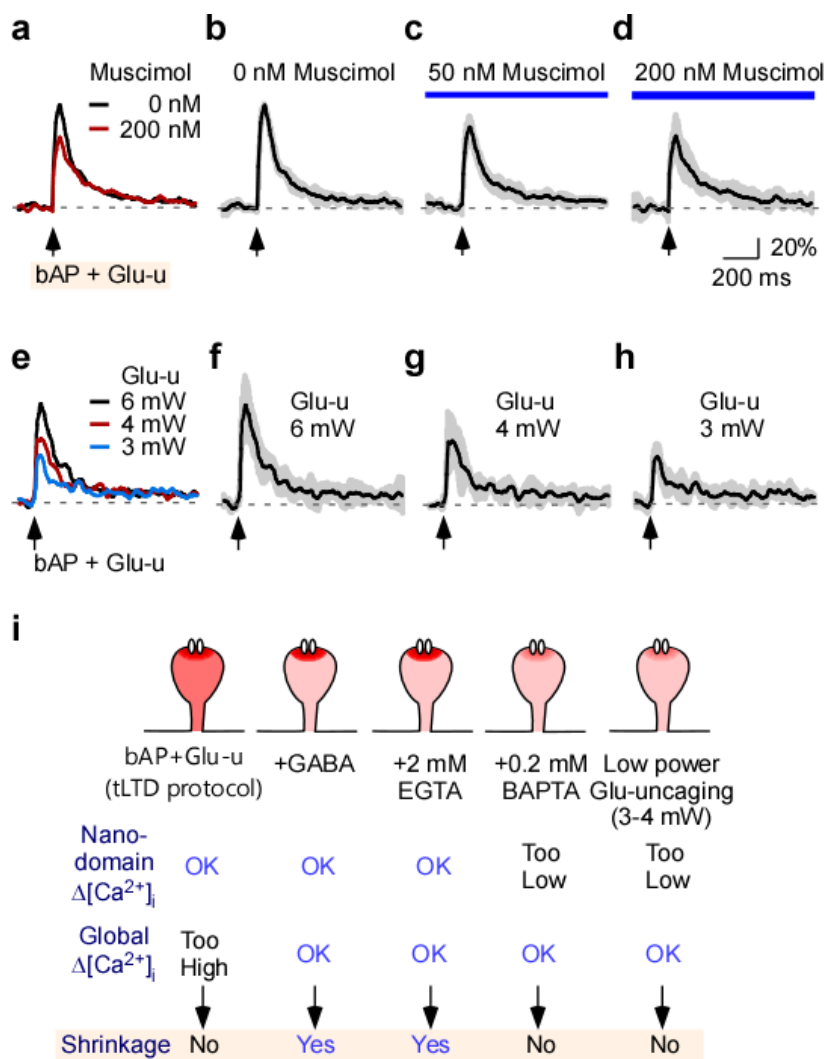 a
Muscimol
0 nM
200 nM
bAP + Glu-u
b
0 nM Muscimol
c
50 nM Muscimol
d
200 nM Muscimol
20%
200 ms
e
Glu-u
6 mW
4 mW
3 mW
bAP + Glu-u
f
Glu-u
6 mW
g
Glu-u
4 mW
h
Glu-u
3 mW
i
bAP+Glu-u
(tLTD protocol)
+GABA
+2 mM
EGTA
+0.2 mM
BAPTA
Low power
Glu-uncaging
(3-4 mW)
Nano-
domain
Δ[Ca²⁺]ᵢ
OK
OK
OK
Too
Low
Too
Low
Global
Δ[Ca²⁺]ᵢ
Too
High
OK
OK
OK
OK
Shrinkage No Yes Yes No No